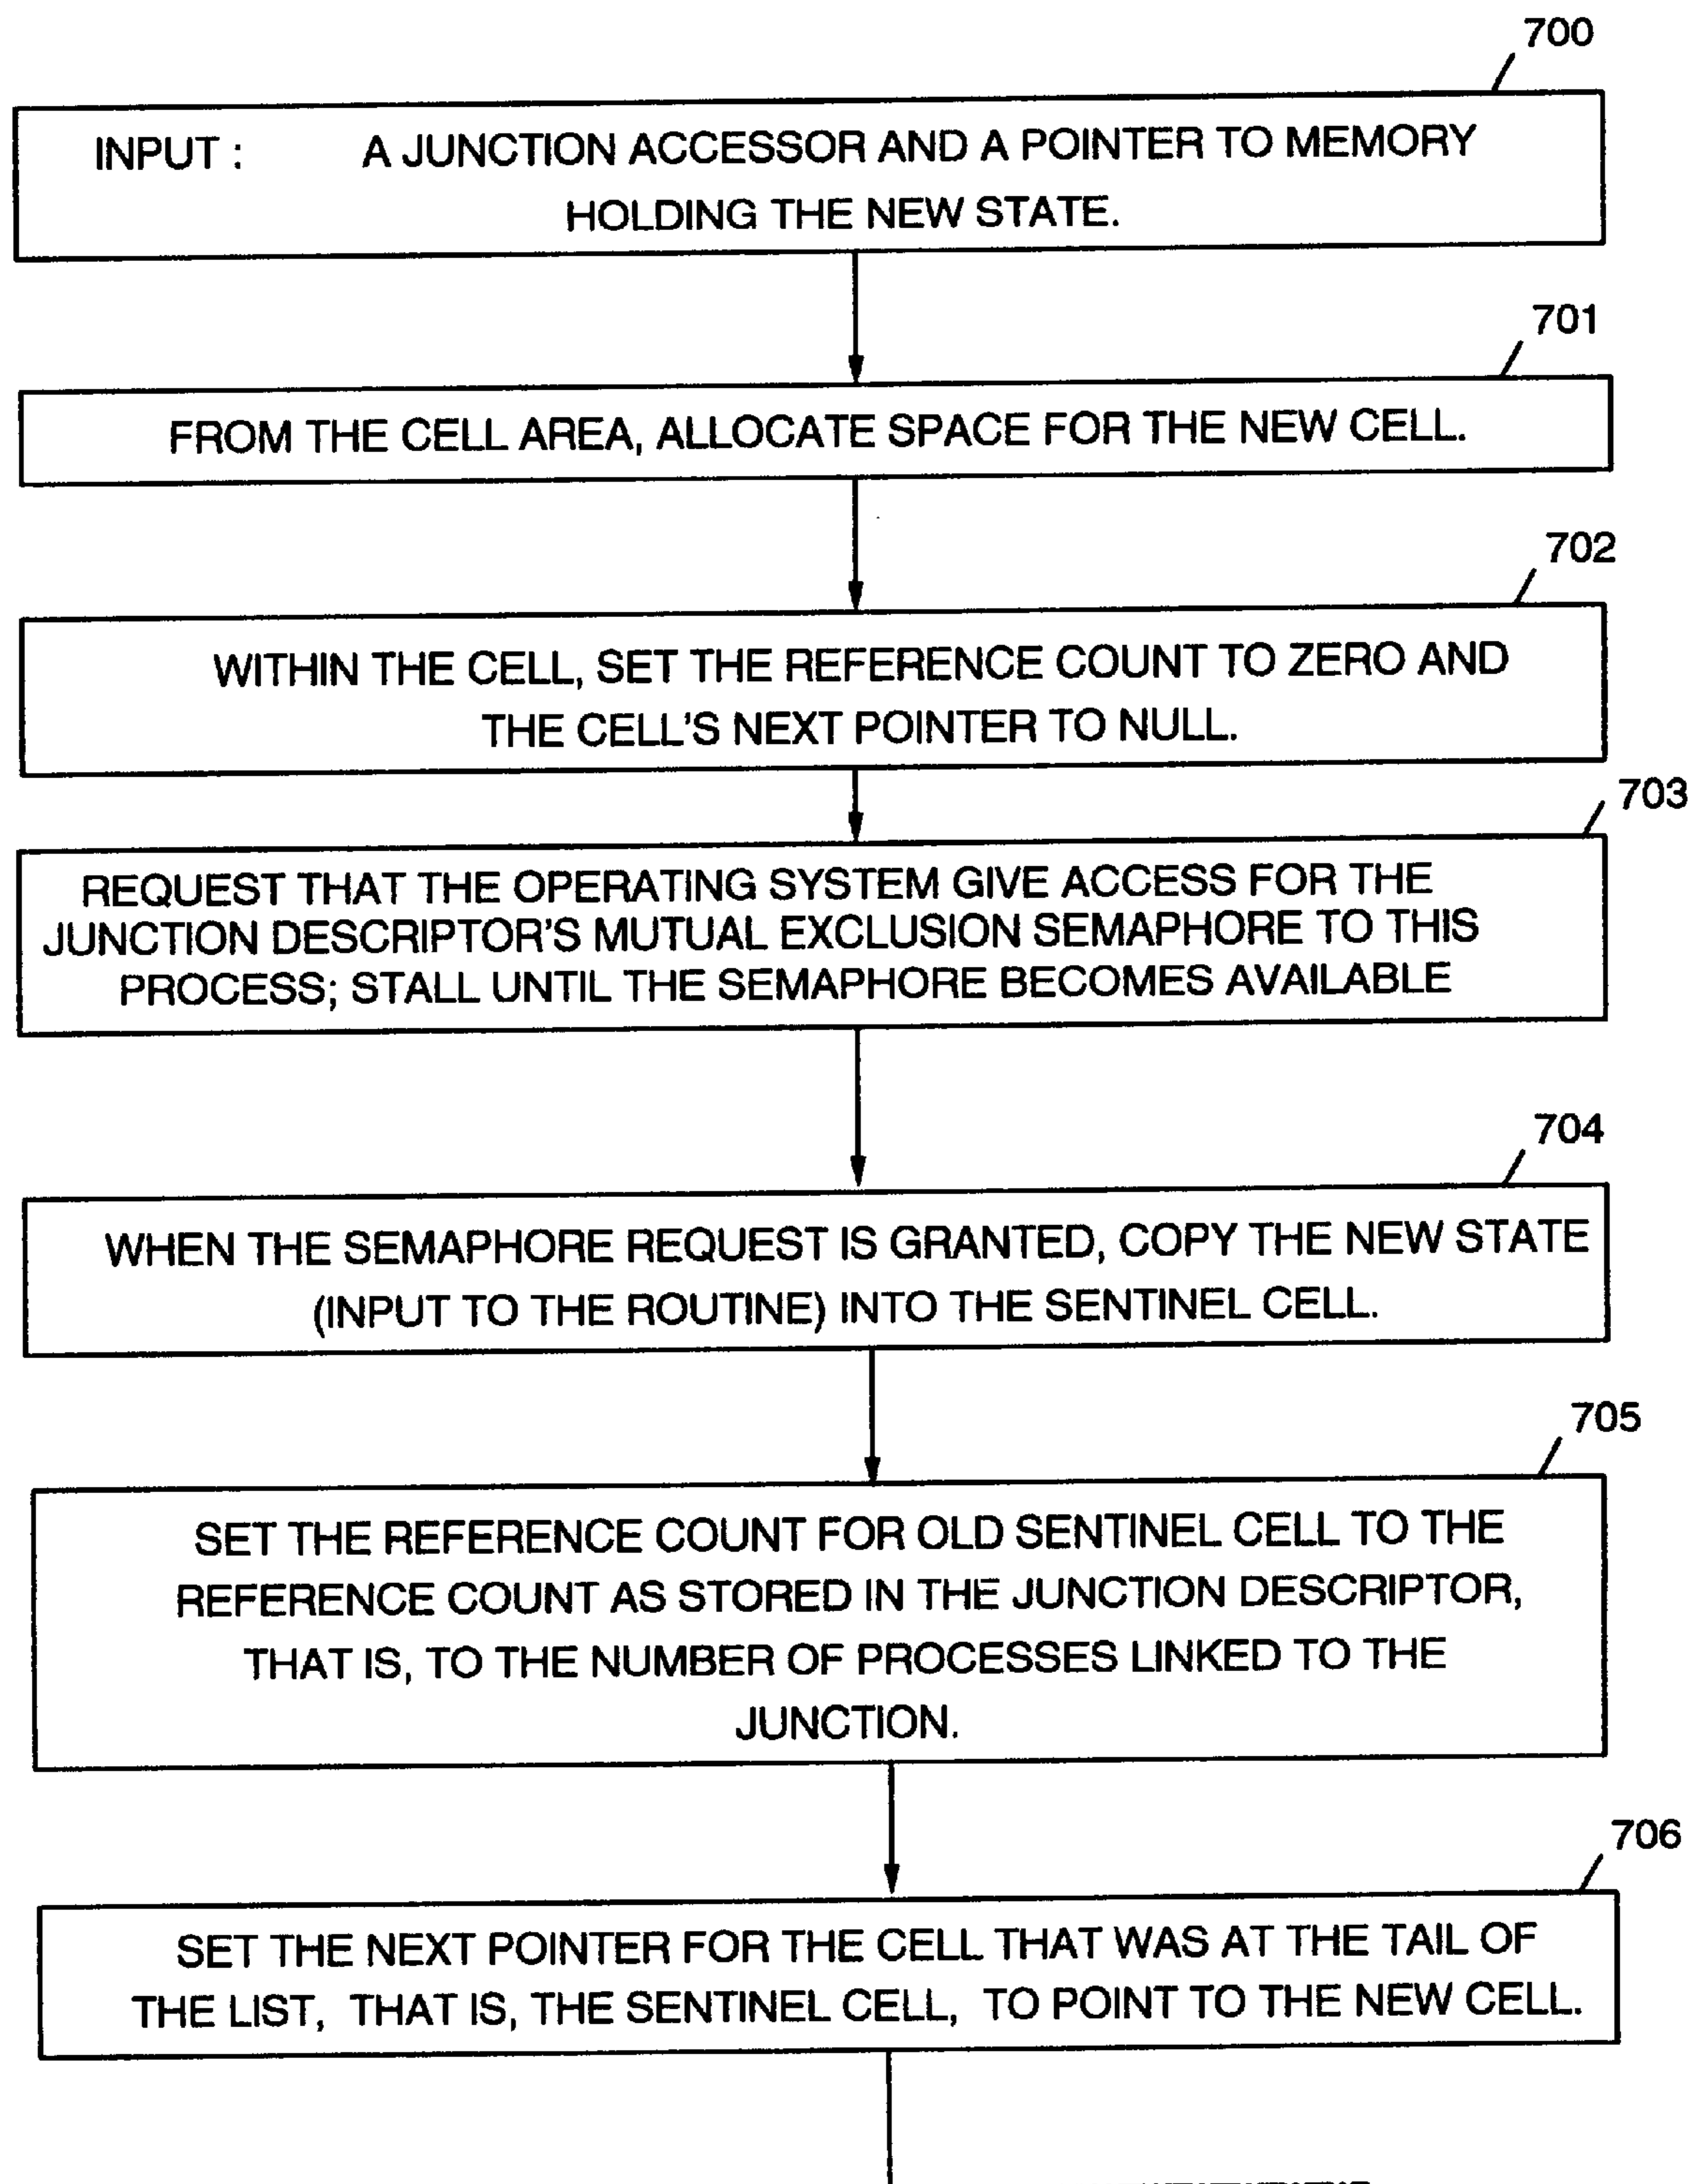 700
INPUT : A JUNCTION ACCESSOR AND A POINTER TO MEMORY
HOLDING THE NEW STATE.
701
FROM THE CELL AREA, ALLOCATE SPACE FOR THE NEW CELL.
702
WITHIN THE CELL, SET THE REFERENCE COUNT TO ZERO AND
THE CELL'S NEXT POINTER TO NULL.
703
REQUEST THAT THE OPERATING SYSTEM GIVE ACCESS FOR THE
JUNCTION DESCRIPTOR'S MUTUAL EXCLUSION SEMAPHORE TO THIS
PROCESS; STALL UNTIL THE SEMAPHORE BECOMES AVAILABLE
704
WHEN THE SEMAPHORE REQUEST IS GRANTED, COPY THE NEW STATE
(INPUT TO THE ROUTINE) INTO THE SENTINEL CELL.
705
SET THE REFERENCE COUNT FOR OLD SENTINEL CELL TO THE
REFERENCE COUNT AS STORED IN THE JUNCTION DESCRIPTOR,
THAT IS, TO THE NUMBER OF PROCESSES LINKED TO THE
JUNCTION.
706
SET THE NEXT POINTER FOR THE CELL THAT WAS AT THE TAIL OF
THE LIST, THAT IS, THE SENTINEL CELL, TO POINT TO THE NEW CELL.